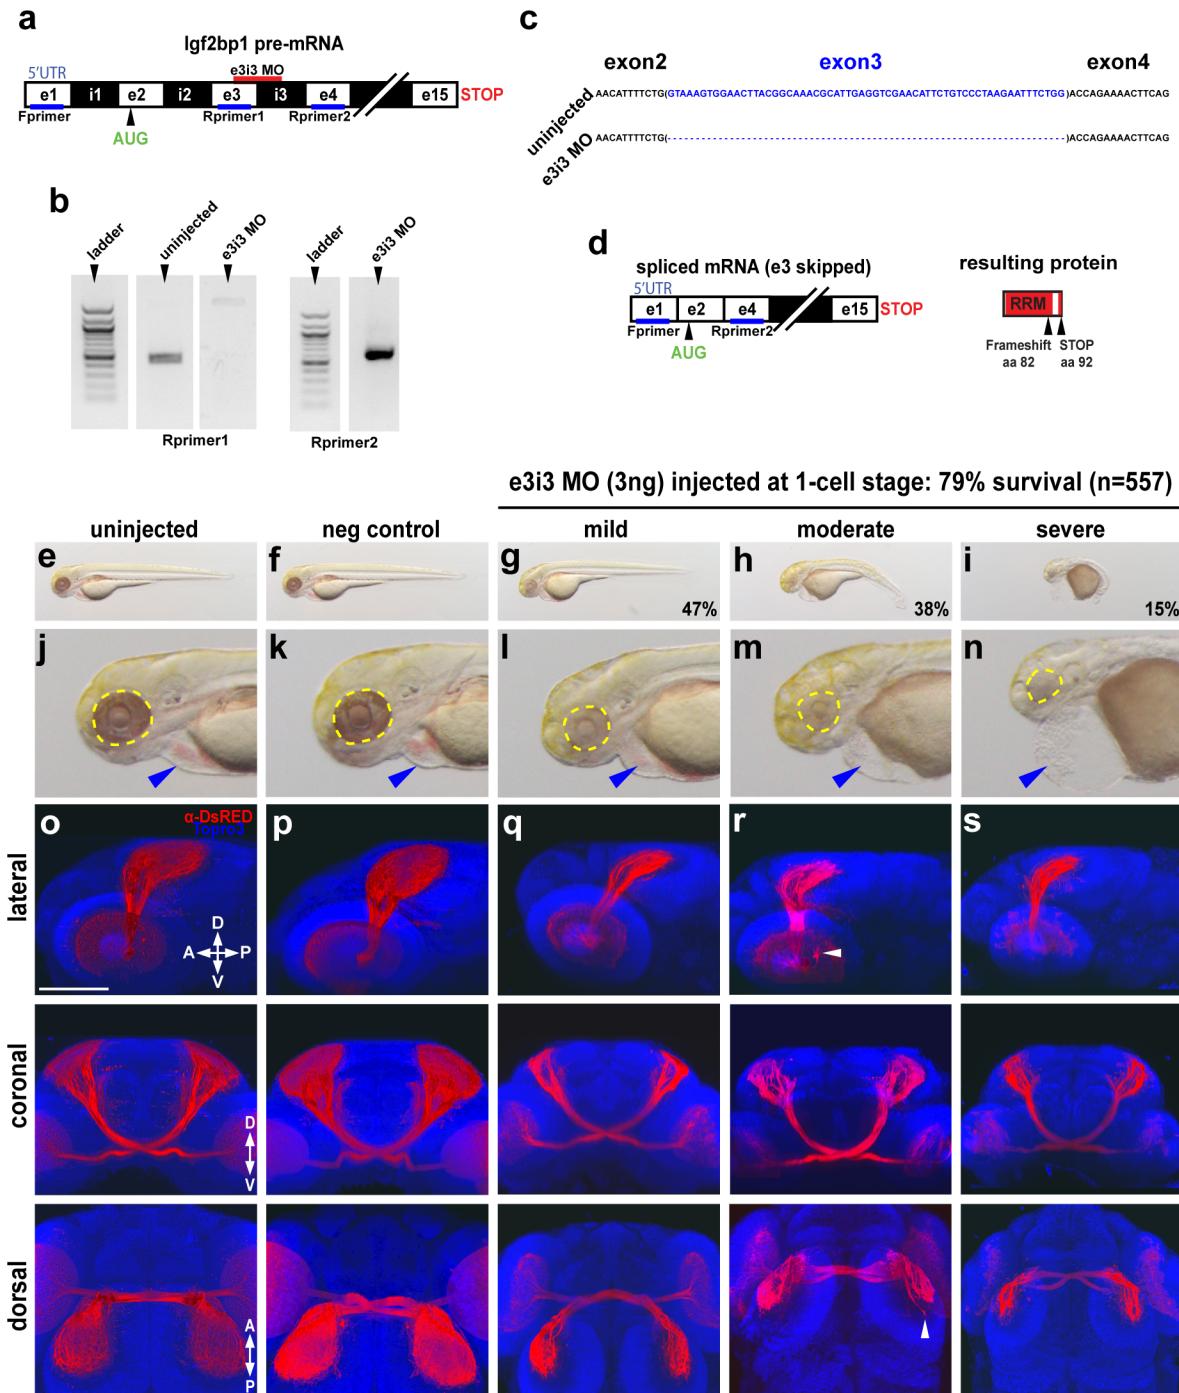 a
Igf2bp1 pre-mRNA
5'UTR
e3i3 MO
e1 i1 e2 i2 e3 i3 e4 e15 STOP
Fprimer Rprimer1 Rprimer2
AUG
b
ladder uninjected e3i3 MO ladder e3i3 MO
Rprimer1 Rprimer2
c
exon2 exon3 exon4
uninjected AACATTTTCTG(GTAAAGTGGAACTTACGGCAAACGCATTGAGGTCGAACATTCTGTCCCTAAGAATTTCTGG)ACCAGAAAACTTCAG
e3i3 MO AACATTTTCTG(------------------------------------------------------------)ACCAGAAAACTTCAG
d
spliced mRNA (e3 skipped)
5'UTR
e1 e2 e4 e15 STOP
Fprimer Rprimer2
AUG
resulting protein
RRM
Frameshift STOP
aa 82 aa 92
e3i3 MO (3ng) injected at 1-cell stage: 79% survival (n=557)
uninjected neg control mild moderate severe
e f g h i
47% 38% 15%
j k l m n
lateral
o p q r s
α-DsRED
Topro3
D
A P
V
coronal
D
V
dorsal
A
P